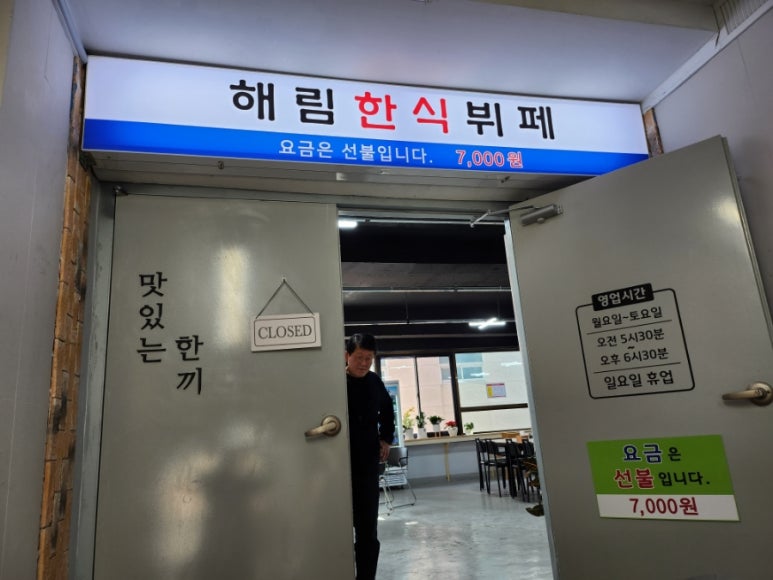 해림한식뷔페
요금은 선불입니다. 7,000원
맛있는
한끼
CLOSED
영업시간
월요일~토요일
오전 5시30분
~
오후 6시30분
일요일 휴업
요금은
선불입니다.
7,000원